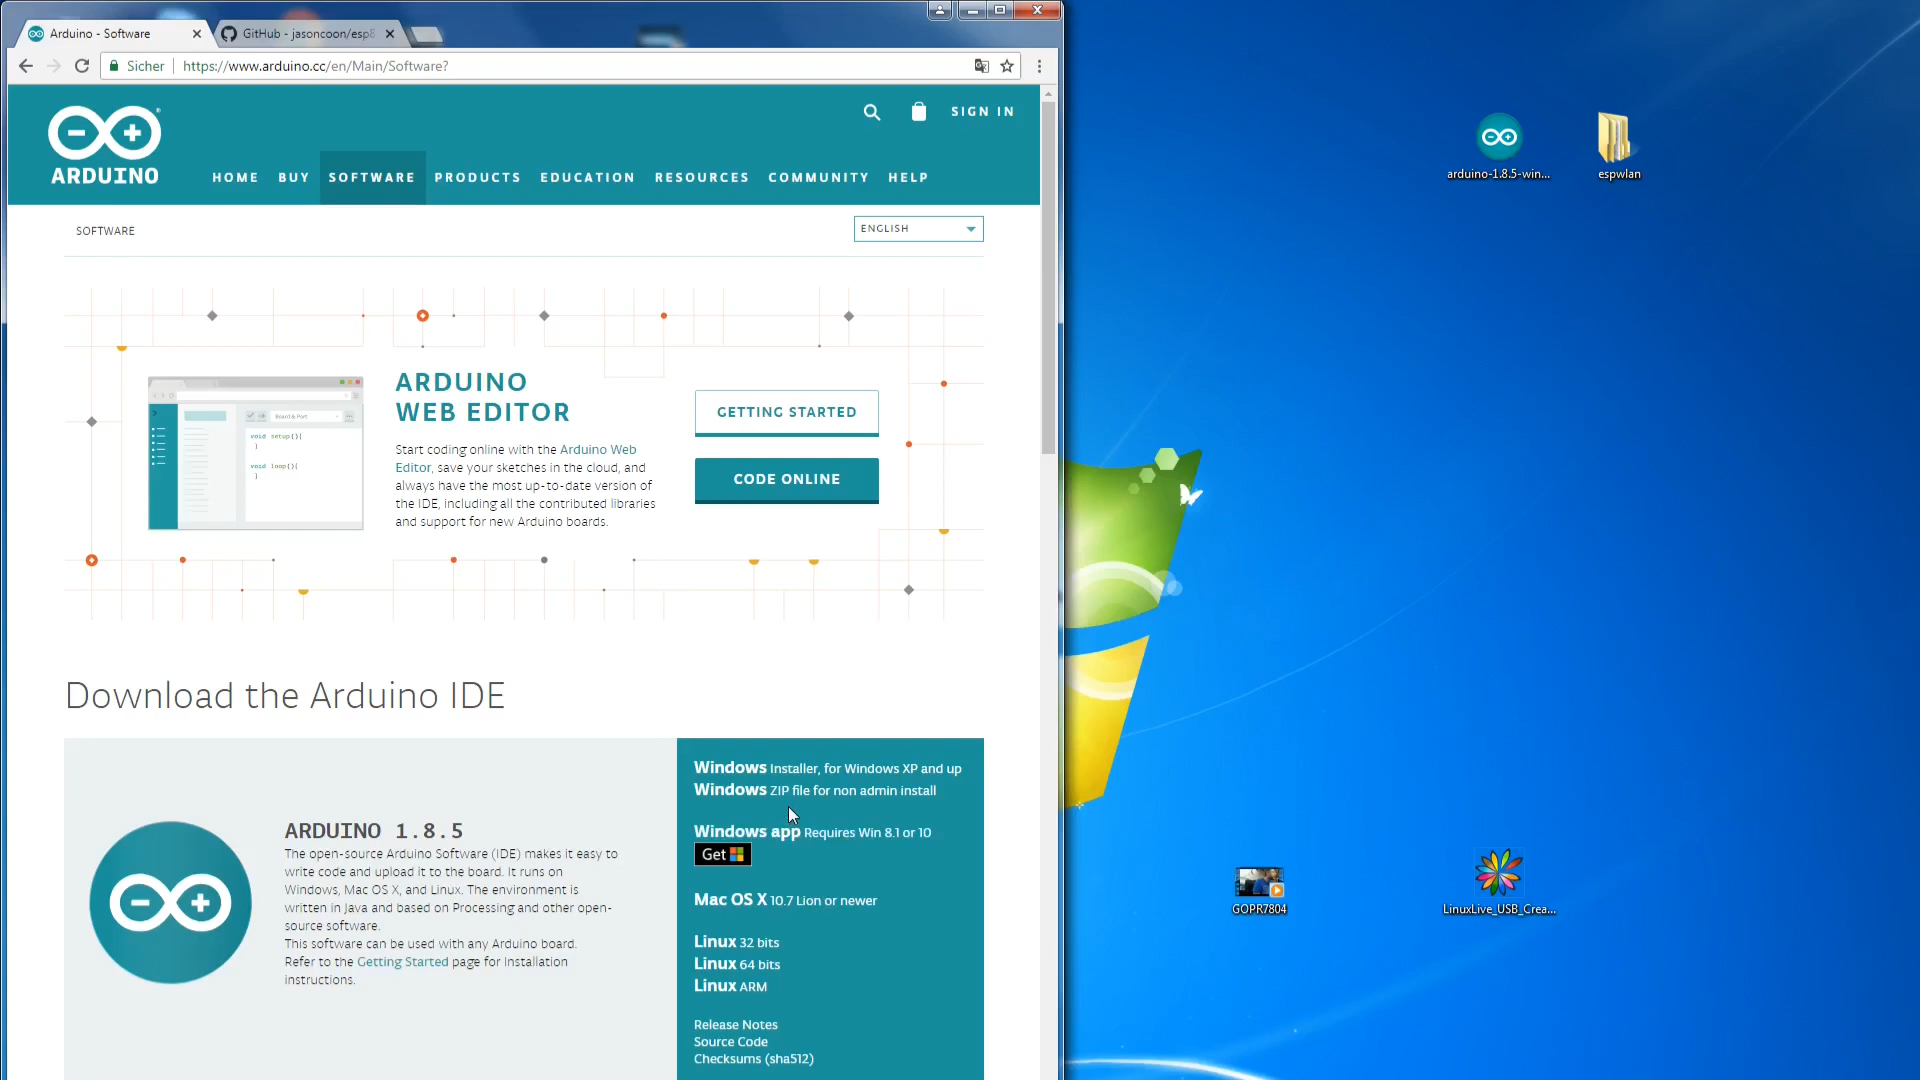 Arduino - Software
GitHub - jasoncoon/esp8
Sicher
https://www.arduino.cc/en/Main/Software?
SIGN IN
ARDUINO
HOME BUY SOFTWARE PRODUCTS EDUCATION RESOURCES COMMUNITY HELP
SOFTWARE
ENGLISH
ARDUINO
WEB EDITOR
Start coding online with the Arduino Web
Editor, save your sketches in the cloud, and
always have the most up-to-date version of
the IDE, including all the contributed libraries
and support for new Arduino boards.
Board & Port
void setup(){
}
void loop(){
}
GETTING STARTED
CODE ONLINE
Download the Arduino IDE
ARDUINO 1.8.5
The open-source Arduino Software (IDE) makes it easy to
write code and upload it to the board. It runs on
Windows, Mac OS X, and Linux. The environment is
written in Java and based on Processing and other open-
source software.
This software can be used with any Arduino board.
Refer to the Getting Started page for Installation
instructions.
Windows Installer, for Windows XP and up
Windows ZIP file for non admin install
Windows app Requires Win 8.1 or 10
Get
Mac OS X 10.7 Lion or newer
Linux 32 bits
Linux 64 bits
Linux ARM
Release Notes
Source Code
Checksums (sha512)
arduino-1.8.5-win...
espwlan
GOPR7804
LinuxLive_USB_Crea...